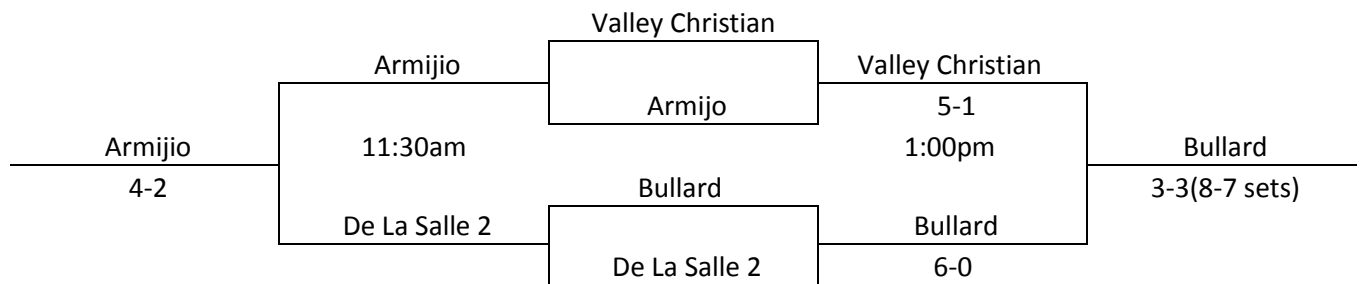 Valley Christian
Armijio Valley Christian
Armijo 5-1
Armijio 11:30am 1:00pm Bullard
4-2 Bullard 3-3(8-7 sets)
De La Salle 2 Bullard
De La Salle 2 6-0